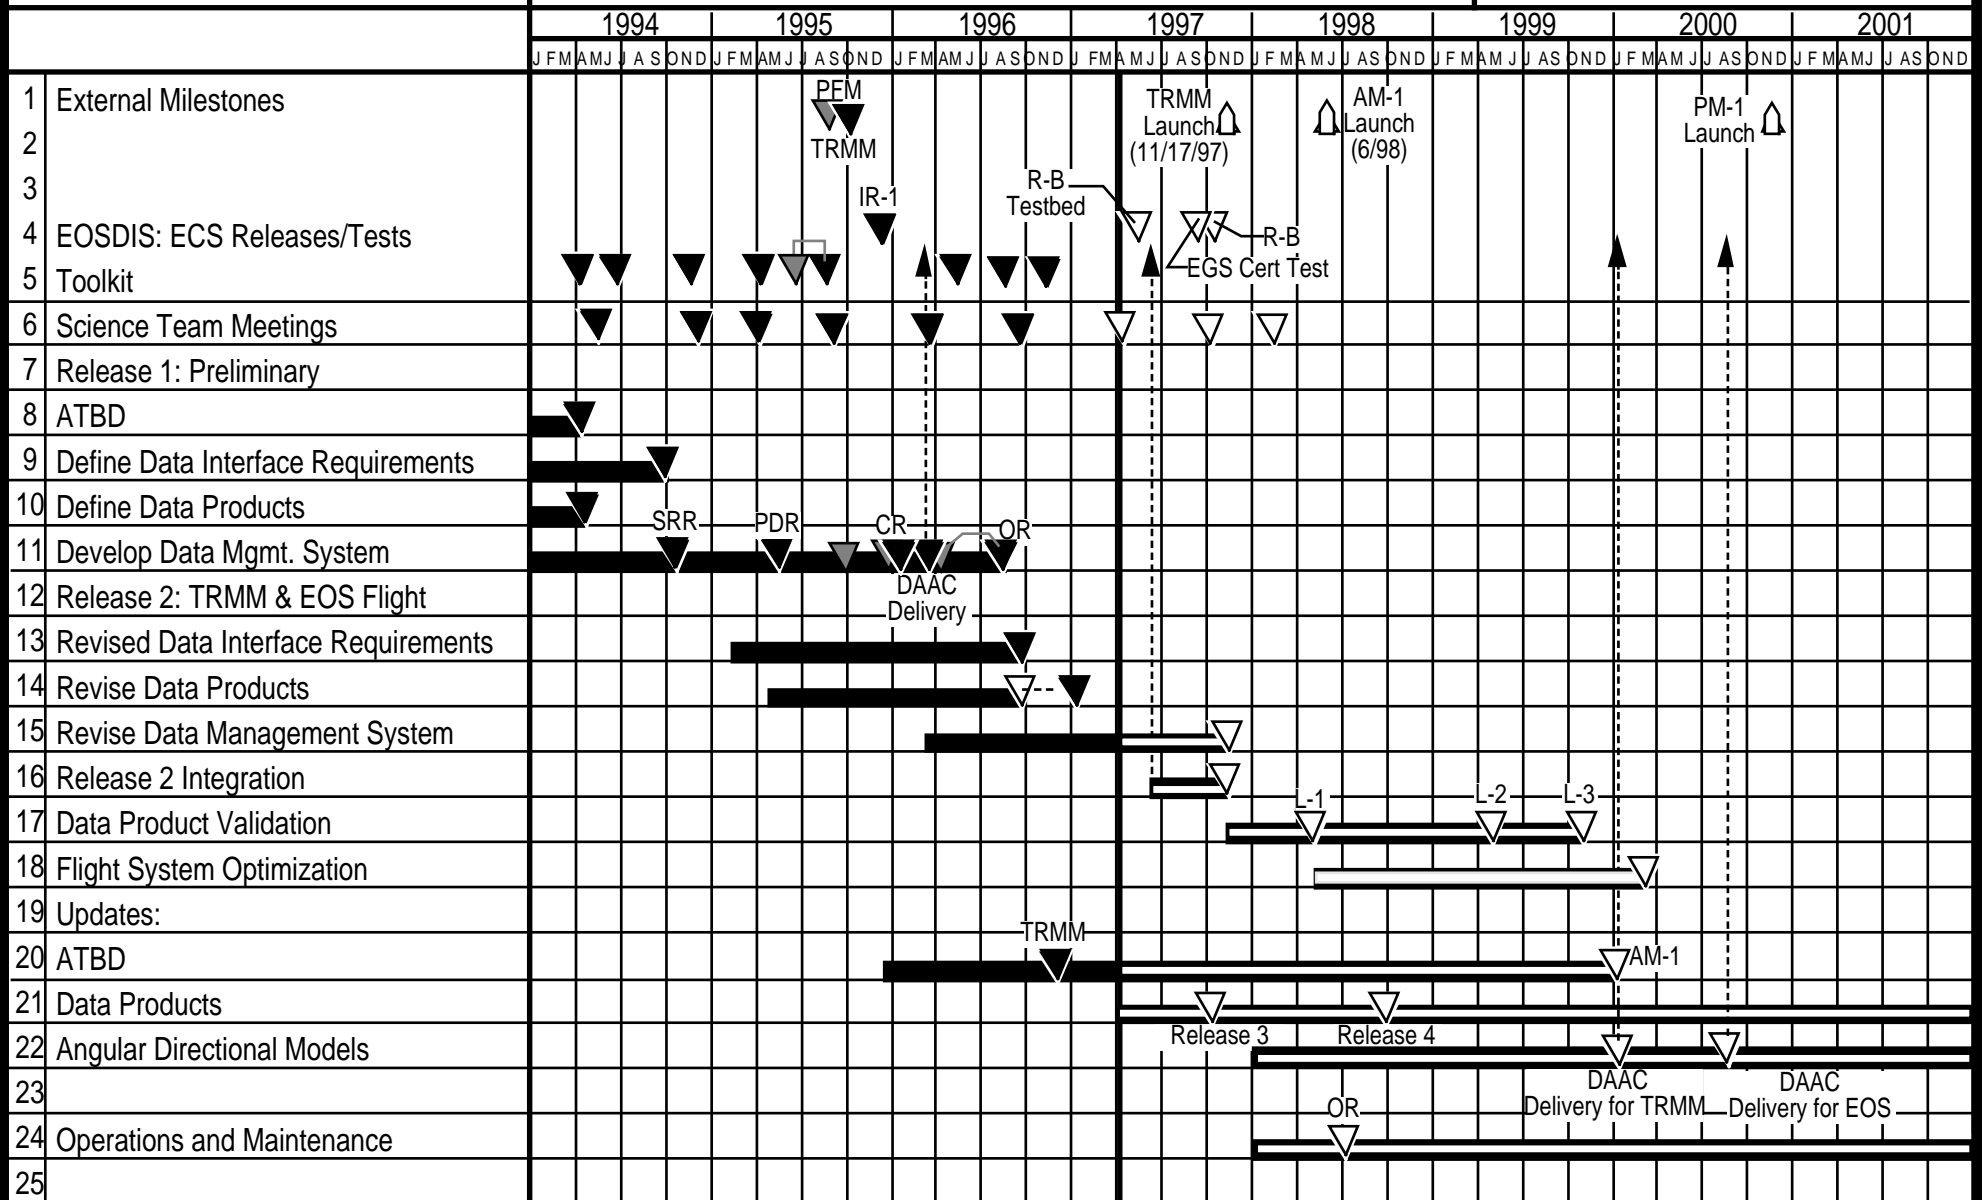 1994 1995 1996 1997 1998 1999 2000 2001
J F M A M J J A S O N D J F M A M J J A S O N D J F M A M J J A S O N D J F M A M J J A S O N D J F M A M J J A S O N D J F M A M J J A S O N D J F M A M J J A S O N D J F M A M J J A S O N D
1 External Milestones
PFM
TRMM
TRMM
Launch
(11/17/97)
AM-1
Launch
(6/98)
PM-1
Launch
2
3
IR-1
R-B
Testbed
4 EOSDIS: ECS Releases/Tests
R-B
EGS Cert Test
5 Toolkit
6 Science Team Meetings
7 Release 1: Preliminary
8 ATBD
9 Define Data Interface Requirements
10 Define Data Products
SRR PDR CR OR
11 Develop Data Mgmt. System
DAAC
Delivery
12 Release 2: TRMM & EOS Flight
13 Revised Data Interface Requirements
14 Revise Data Products
15 Revise Data Management System
16 Release 2 Integration
L-1 L-2 L-3
17 Data Product Validation
18 Flight System Optimization
19 Updates:
TRMM
20 ATBD
AM-1
21 Data Products
Release 3 Release 4
22 Angular Directional Models
DAAC
Delivery for TRMM
DAAC
Delivery for EOS
23
OR
24 Operations and Maintenance
25